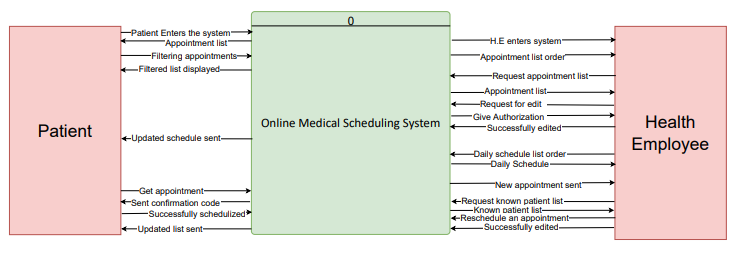 0
Patient Enters the system
Appointment list
Filtering appointments
Filtered list displayed
Updated schedule sent
Get appointment
Sent confirmation code
Successfully schedulized
Updated list sent
Patient
Online Medical Scheduling System
H.E enters system
Appointment list order
Request appointment list
Appointment list
Request for edit
Give Authorization
Successfully edited
Daily schedule list order
Daily Schedule
New appointment sent
Request known patient list
Known patient list
Reschedule an appointment
Successfully edited
Health
Employee